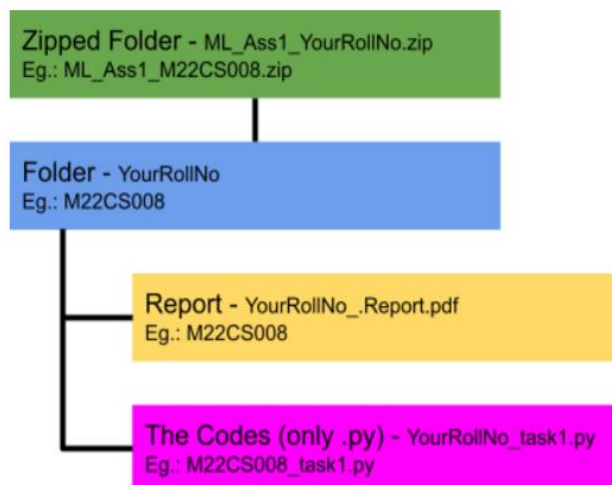 Zipped Folder - ML_Ass1_YourRollNo.zip
Eg.: ML_Ass1_M22CS008.zip
Folder - YourRollNo
Eg.: M22CS008
Report - YourRollNo_.Report.pdf
Eg.: M22CS008
The Codes (only .py) - YourRollNo_task1.py
Eg.: M22CS008_task1.py